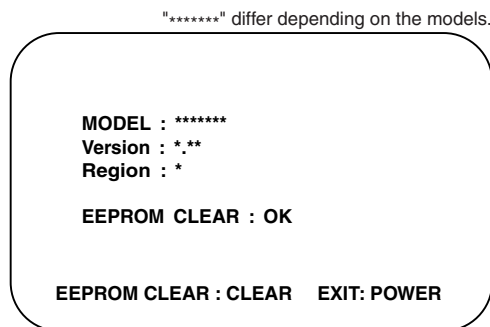 "*******" differ depending on the models.
MODEL : *******
Version : *.**
Region : *
EEPROM CLEAR : OK
EEPROM CLEAR : CLEAR EXIT: POWER